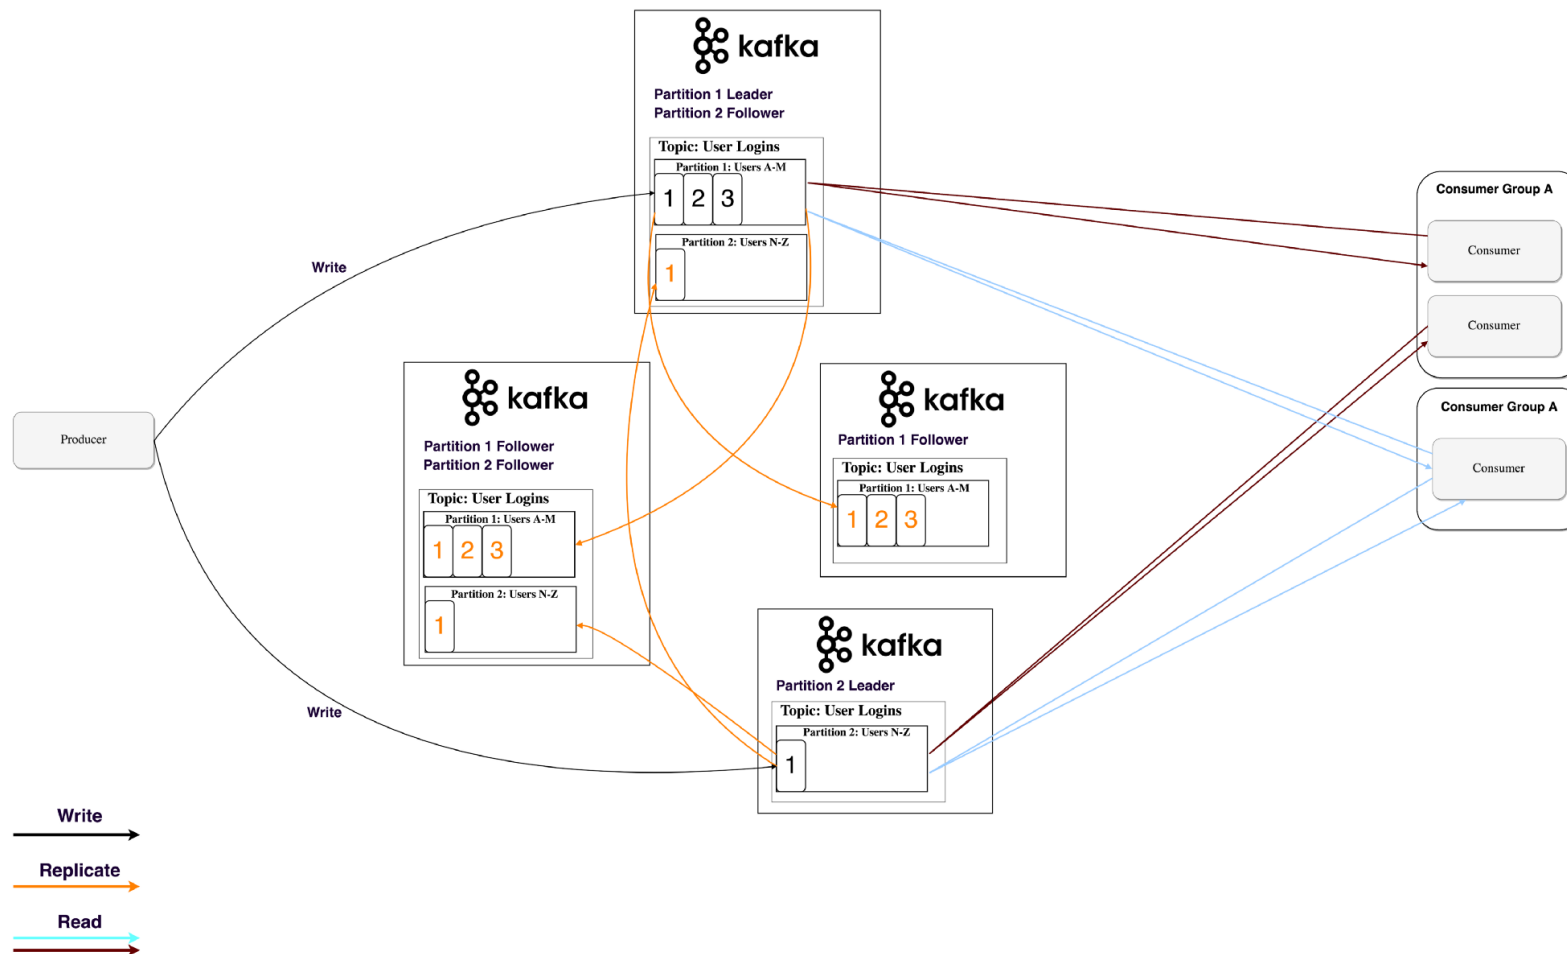 kafka
Partition 1 Leader
Partition 2 Follower
Topic: User Logins
Partition 1: Users A-M
1 2 3
Partition 2: Users N-Z
1
Write
Consumer Group A
Consumer
Consumer
Consumer Group A
Consumer
Producer
kafka
Partition 1 Follower
Partition 2 Follower
Topic: User Logins
Partition 1: Users A-M
1 2 3
Partition 2: Users N-Z
1
kafka
Partition 1 Follower
Topic: User Logins
Partition 1: Users A-M
1 2 3
kafka
Partition 2 Leader
Topic: User Logins
Partition 2: Users N-Z
1
Write
Write
Replicate
Read